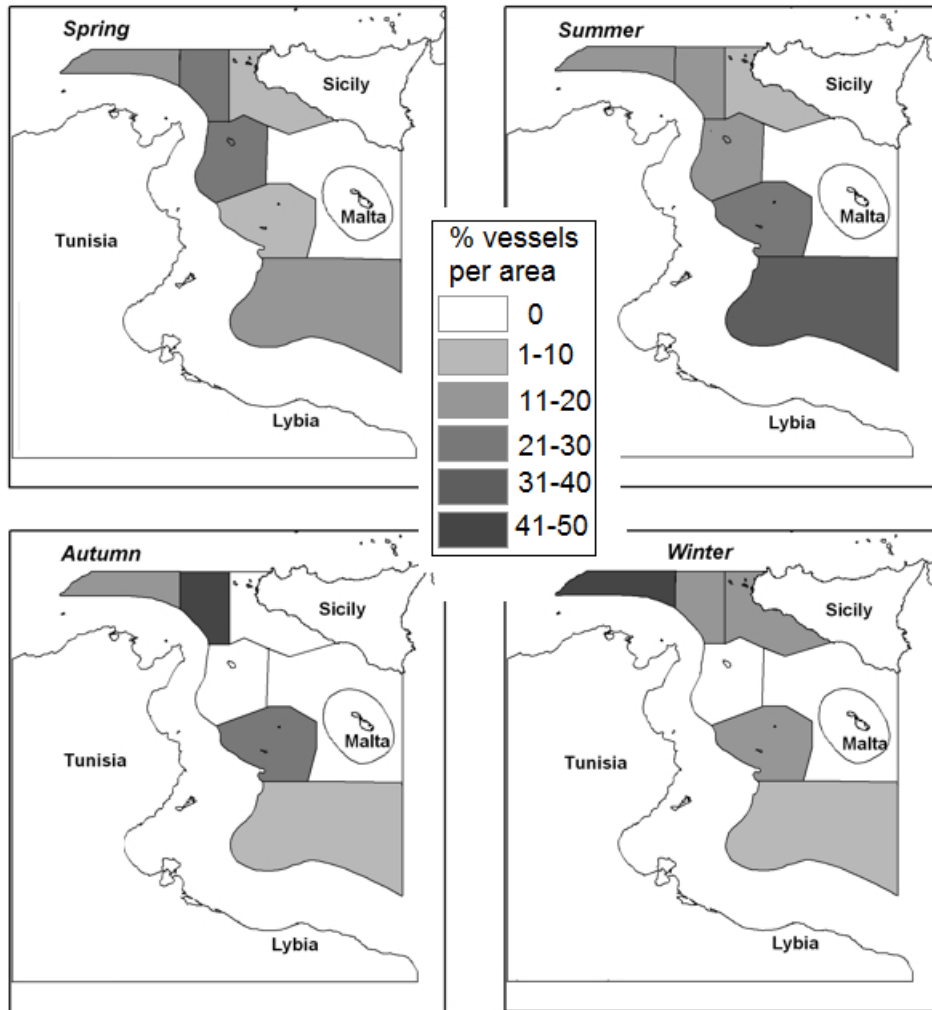 Spring
Sicily
Malta
Tunisia
Lybia
Summer
Sicily
Malta
Lybia
% vessels
per area
0
1-10
11-20
21-30
31-40
41-50
Autumn
Sicily
Malta
Tunisia
Lybia
Winter
Sicily
Malta
Tunisia
Lybia